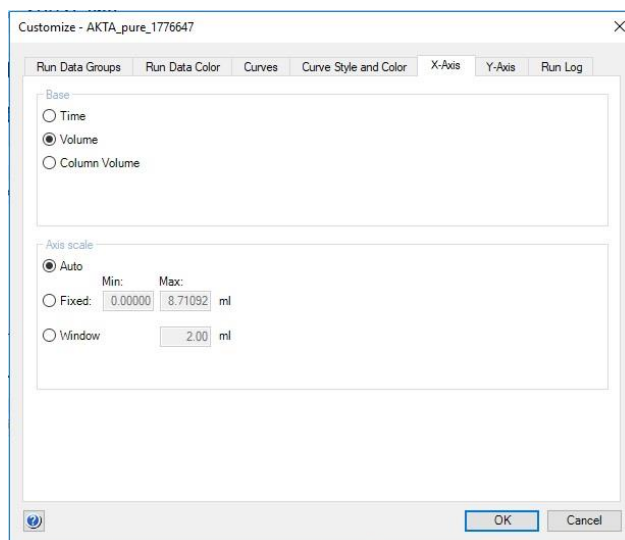 Customize - AKTA_pure_1776647
Run Data Groups Run Data Color Curves Curve Style and Color X-Axis Y-Axis Run Log
Base
Time
Volume
Column Volume
Axis scale
Auto
Min: Max:
Fixed: 0.00000 8.71092 ml
Window 2.00 ml
OK Cancel